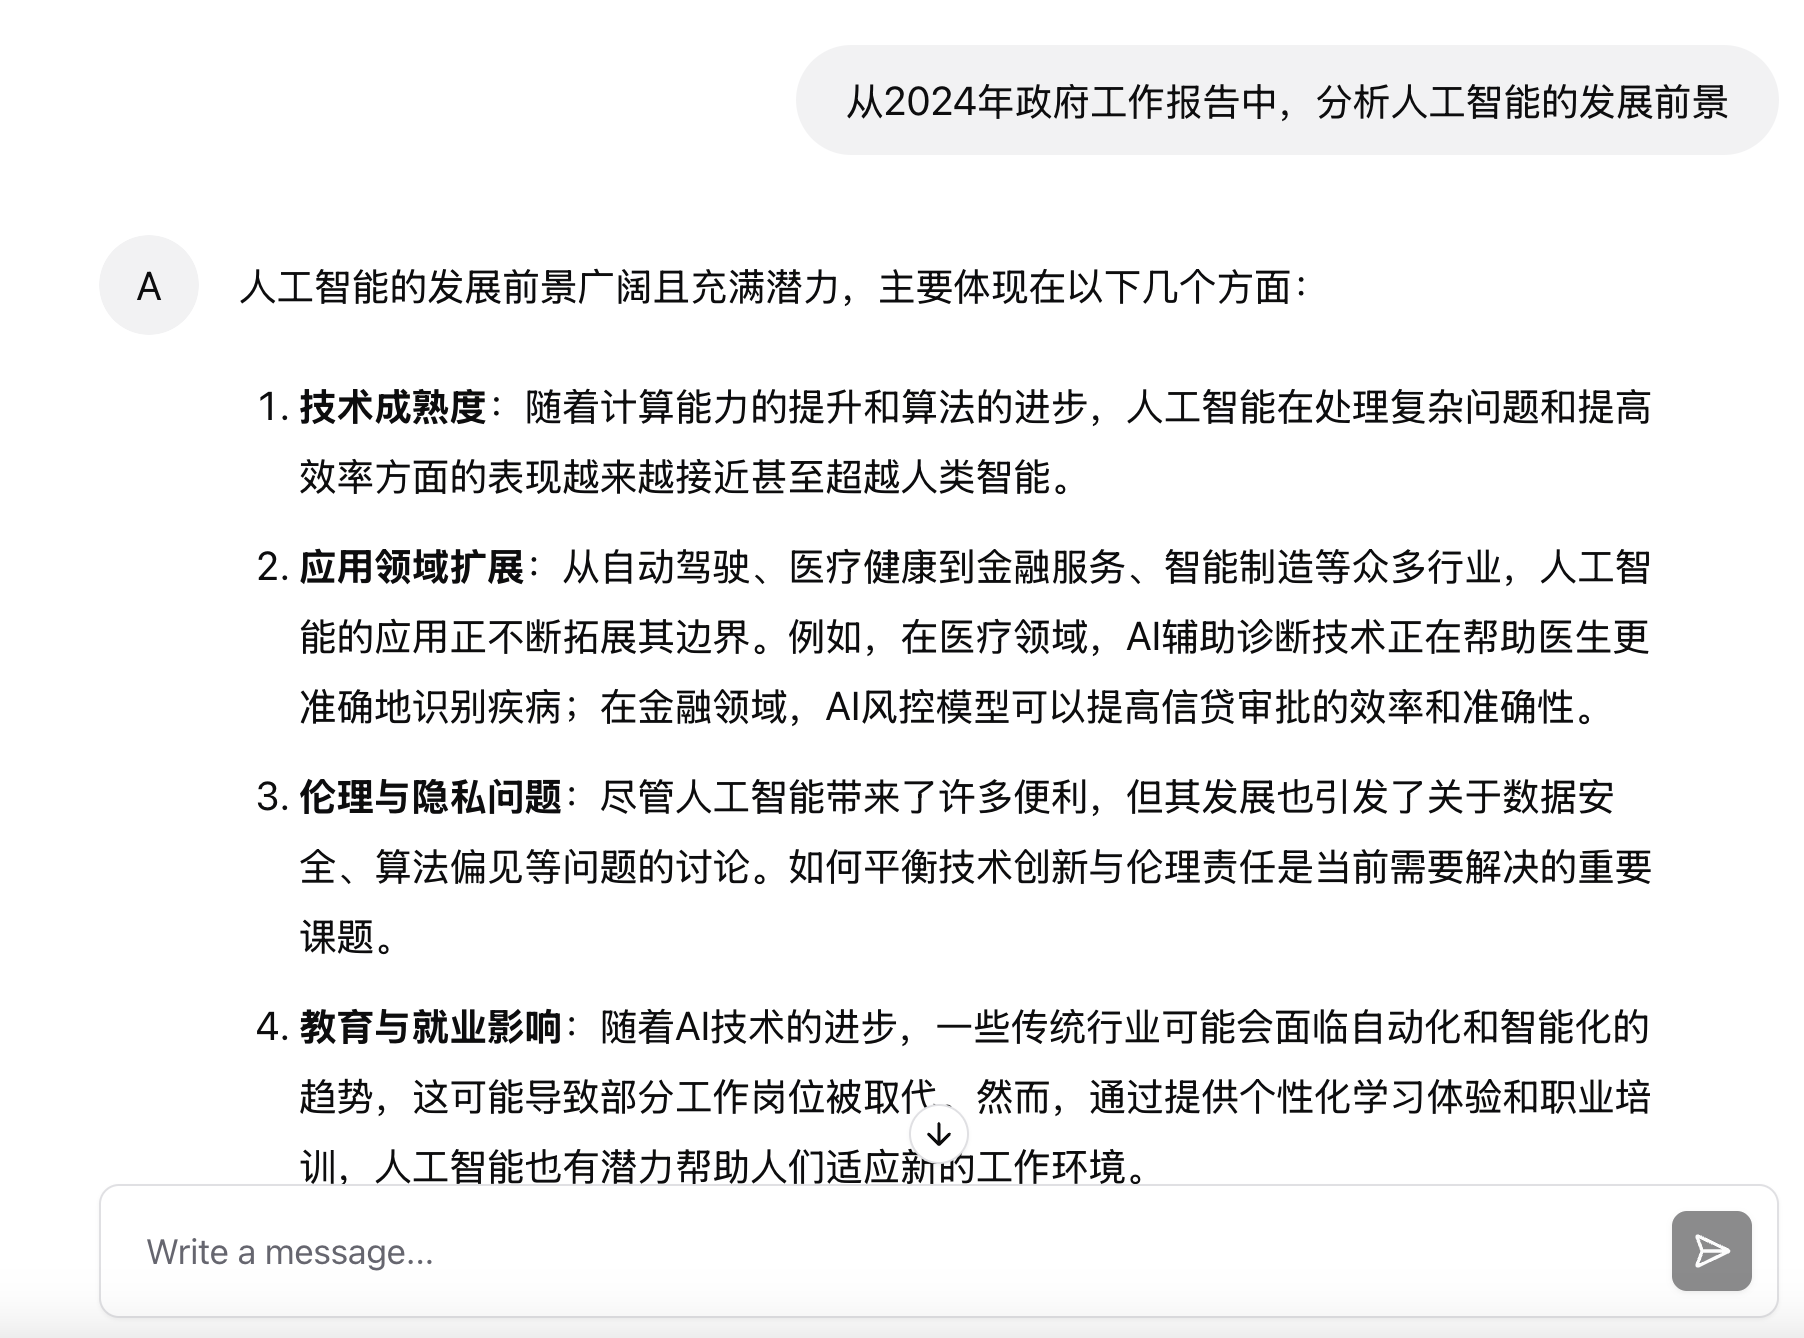 从2024年政府工作报告中，分析人工智能的发展前景
A
人工智能的发展前景广阔且充满潜力，主要体现在以下几个方面：
1. 技术成熟度：随着计算能力的提升和算法的进步，人工智能在处理复杂问题和提高
效率方面的表现越来越接近甚至超越人类智能。
2. 应用领域扩展：从自动驾驶、医疗健康到金融服务、智能制造等众多行业，人工智
能的应用正不断拓展其边界。例如，在医疗领域，AI辅助诊断技术正在帮助医生更
准确地识别疾病；在金融领域，AI风控模型可以提高信贷审批的效率和准确性。
3. 伦理与隐私问题：尽管人工智能带来了许多便利，但其发展也引发了关于数据安
全、算法偏见等问题的讨论。如何平衡技术创新与伦理责任是当前需要解决的重要
课题。
4. 教育与就业影响：随着AI技术的进步，一些传统行业可能会面临自动化和智能化的
趋势，这可能导致部分工作岗位被取代。然而，通过提供个性化学习体验和职业培
训，人工智能也有潜力帮助人们适应新的工作环境。
Write a message...